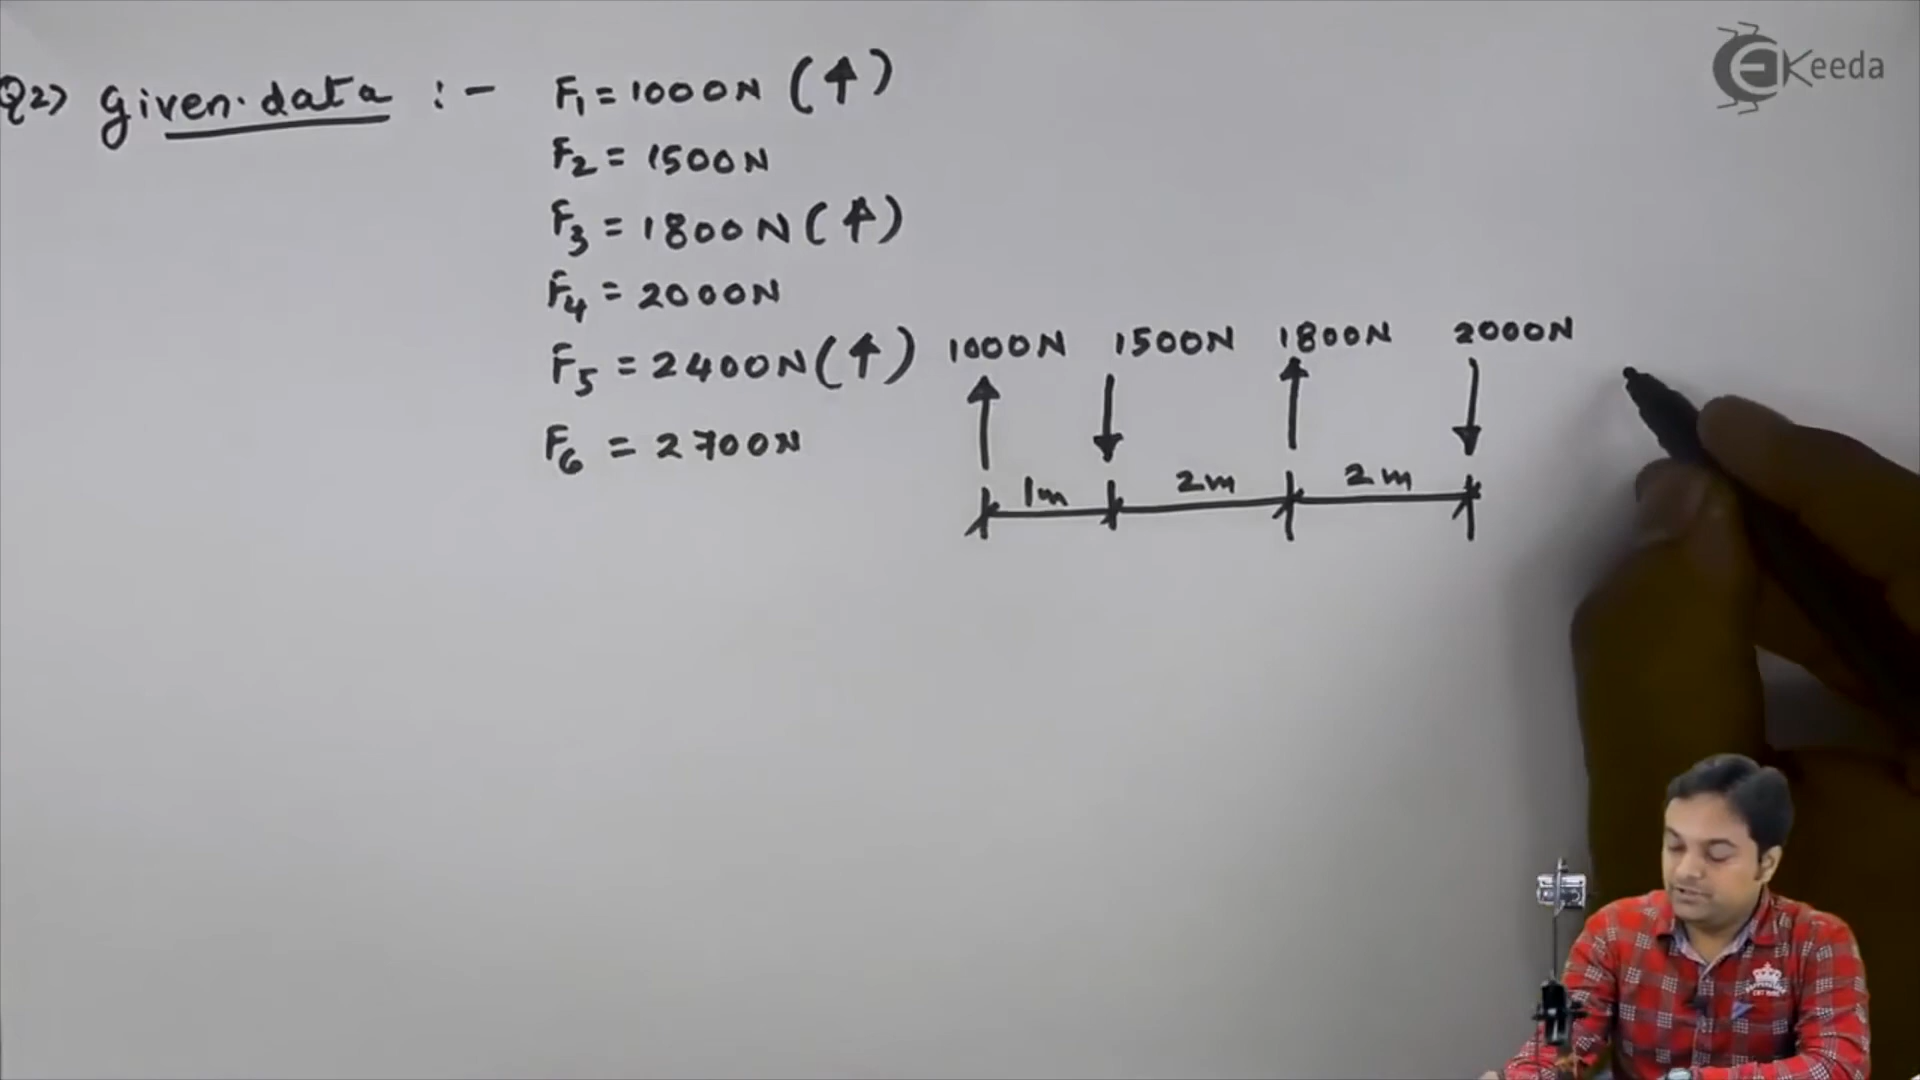 Q2) Given data :- F1 = 1000N (↑)
F2 = 1500N
F3 = 1800N (↑)
F4 = 2000N
F5 = 2400N (↑)
F6 = 2700N
1000N 1500N 1800N 2000N
1m 2m 2m
EKeeda